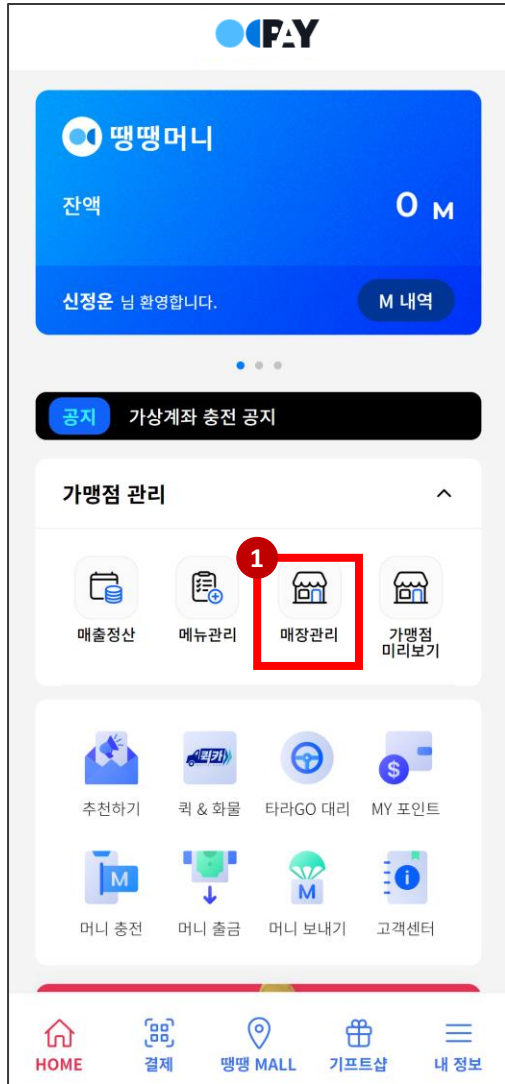 PAY
땡땡머니
잔액
0 M
신정운 님 환영합니다.
M 내역
공지 가상계좌 충전 공지
가맹점 관리
1
매출정산 메뉴관리 매장관리 가맹점
미리보기
퀵카
추천하기 퀵 & 화물 타라GO 대리 MY 포인트
$
M
M
머니 충전 머니 출금 머니 보내기 고객센터
HOME 결제 땡땡 MALL 기프트샵 내 정보